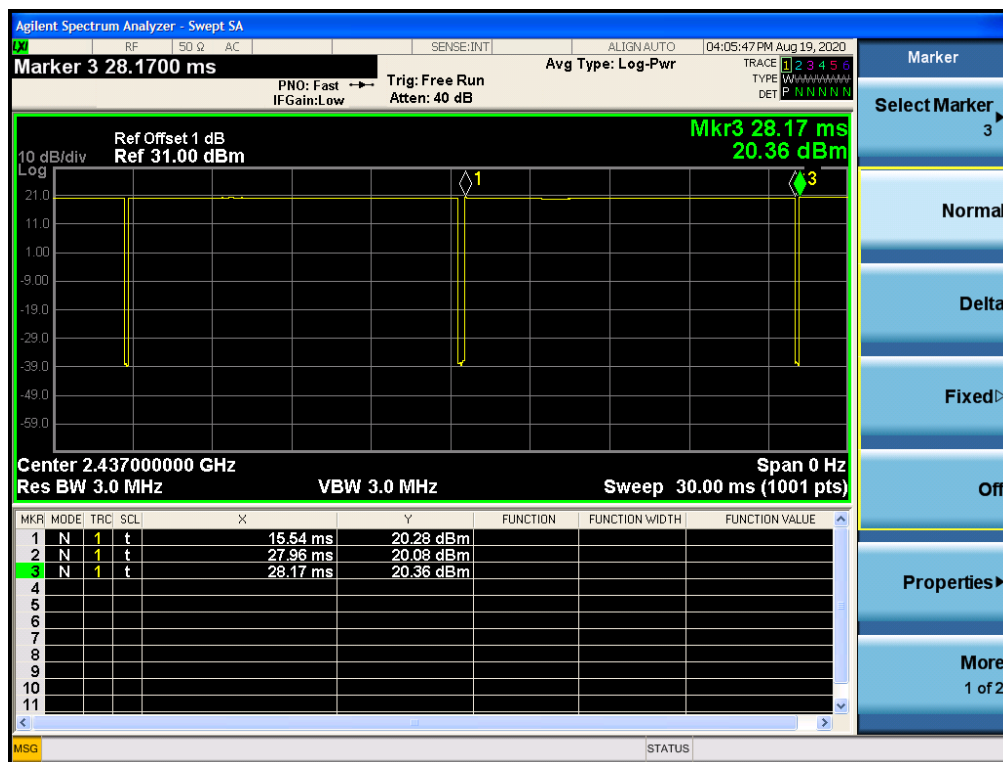 Agilent Spectrum Analyzer - Swept SA
LXI RF 50 Ω AC SENSE:INT ALIGN AUTO 04:05:47 PM Aug 19, 2020
Marker 3 28.1700 ms
PNO: Fast
IFGain:Low
Trig: Free Run
Atten: 40 dB
Avg Type: Log-Pwr
TRACE 1 2 3 4 5 6
TYPE WWWWWW
DET P N N N N N
Ref Offset 1 dB
10 dB/div Ref 31.00 dBm
Log
Mkr3 28.17 ms
20.36 dBm
1
3
21.0
11.0
1.00
-9.00
-19.0
-29.0
-39.0
-49.0
-59.0
Center 2.437000000 GHz Span 0 Hz
Res BW 3.0 MHz VBW 3.0 MHz Sweep 30.00 ms (1001 pts)
MKR MODE TRC SCL X Y FUNCTION FUNCTION WIDTH FUNCTION VALUE
1 N 1 t 15.54 ms 20.28 dBm
2 N 1 t 27.96 ms 20.08 dBm
3 N 1 t 28.17 ms 20.36 dBm
4
5
6
7
8
9
10
11
MSG STATUS
Marker
Select Marker
3
Normal
Delta
Fixed
Off
Properties
More
1 of 2